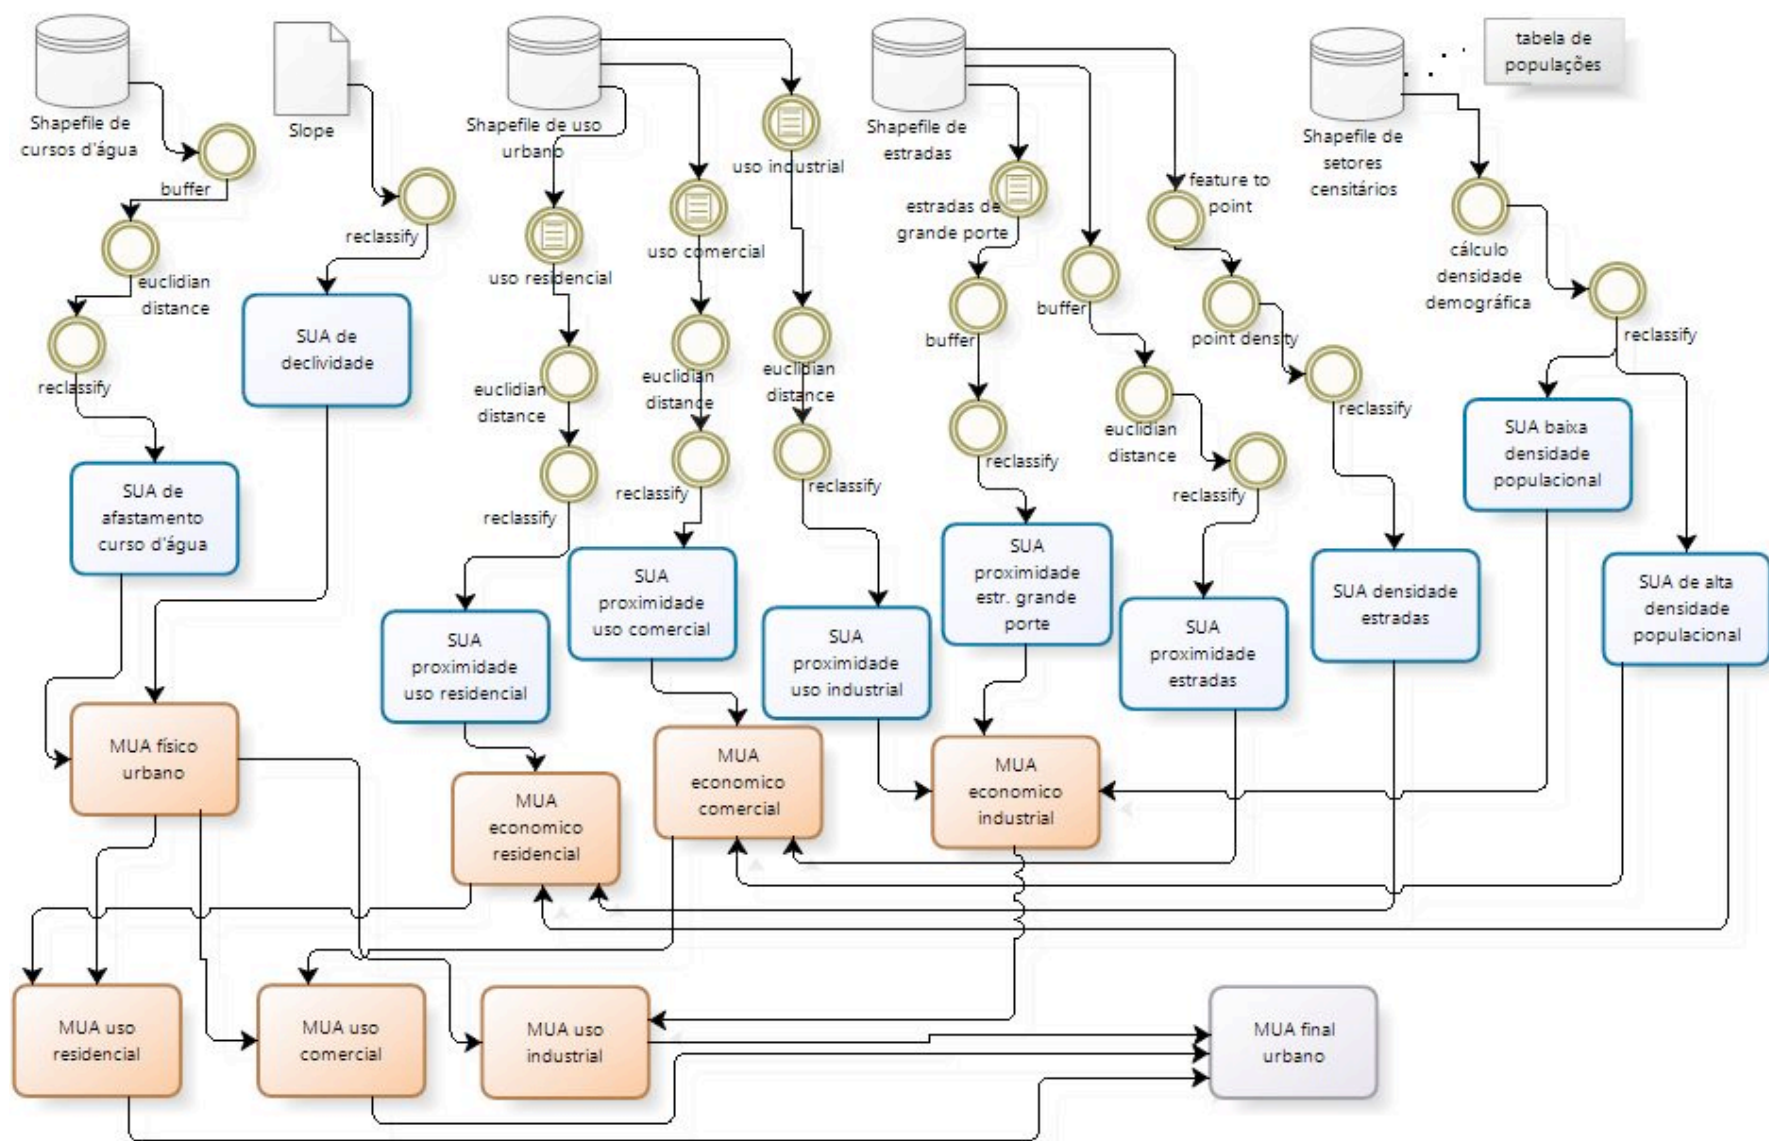 Shapefile de
cursos d'água
Slope
Shapefile de uso
urbano
Shapefile de
estradas
Shapefile de
setores
censitários
tabela de
populações
buffer
euclidian
distance
reclassify
reclassify
SUA de
declividade
SUA de
afastamento
curso d'água
uso residencial
uso comercial
uso industrial
euclidian
distance
euclidian
distance
euclidian
distance
reclassify
reclassify
reclassify
estradas de
grande porte
feature to
point
buffer
buffer
point density
reclassify
euclidian
distance
reclassify
reclassify
cálculo
densidade
demográfica
reclassify
SUA baixa
densidade
populacional
SUA
proximidade
uso residencial
SUA
proximidade
uso comercial
SUA
proximidade
uso industrial
SUA
proximidade
estr. grande
porte
SUA
proximidade
estradas
SUA densidade
estradas
SUA de alta
densidade
populacional
MUA físico
urbano
MUA
economico
residencial
MUA
economico
comercial
MUA
economico
industrial
MUA uso
residencial
MUA uso
comercial
MUA uso
industrial
MUA final
urbano